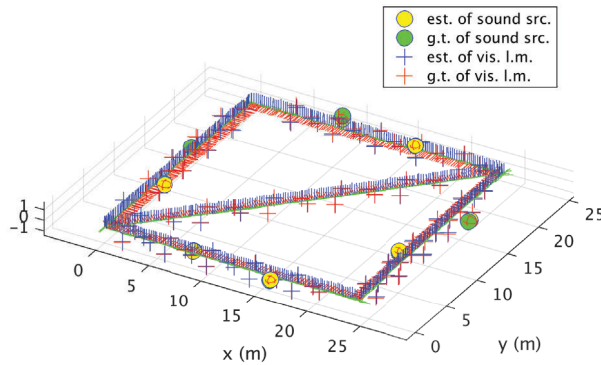 est. of sound src.
g.t. of sound src.
est. of vis. l.m.
g.t. of vis. l.m.
1
0
-1
0
5
10
15
20
25
x (m)
0
5
10
15
20
25
y (m)